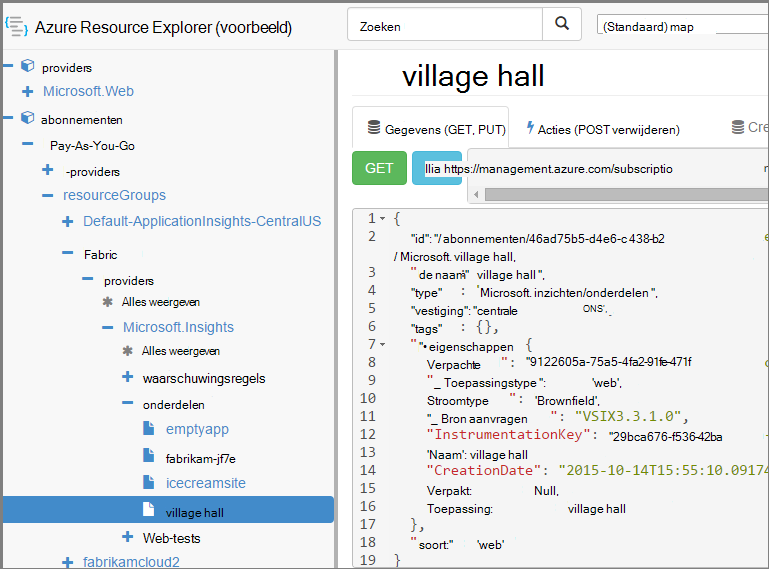 Azure Resource Explorer (voorbeeld)
Zoeken
(Standaard) map
providers
Microsoft.Web
abonnementen
Pay-As-You-Go
-providers
resourceGroups
Default-ApplicationInsights-CentralUS
Fabric
providers
Alles weergeven
Microsoft.Insights
Alles weergeven
waarschuwingsregels
onderdelen
emptyapp
fabrikam-jf7e
icecreamsite
village hall
Web-tests
fabrikamcloud2
village hall
Gegevens (GET, PUT)
Acties (POST verwijderen)
Cre
GET
llia https://management.azure.com/subscriptio
1 {
2 "id":"/abonnementen/46ad75b5-d4e6-c438-b2
/ Microsoft. village hall,
3 "de naam" village hall ",
4 "type" : 'Microsoft. inzichten/onderdelen ",
5 "vestiging":"centrale ONS',
6 "tags" : {},
7 " "•eigenschappen {
8 Verpachte ": "9122605a-75a5-4fa2-91fe-471f
9 "_ Toepassingstype ": 'web',
10 Stroomtype ": 'Brownfield,
11 "_ Bron aanvragen ": "VSIX3.3.1.0",
12 "InstrumentationKey": "29bca676-f536-42ba
13 'Naam': village hall
14 "CreationDate": "2015-10-14T15:55:10.09174
15 Verpakt: Null,
16 Toepassing: village hall
17 },
18 " soort:" 'web'
19 }